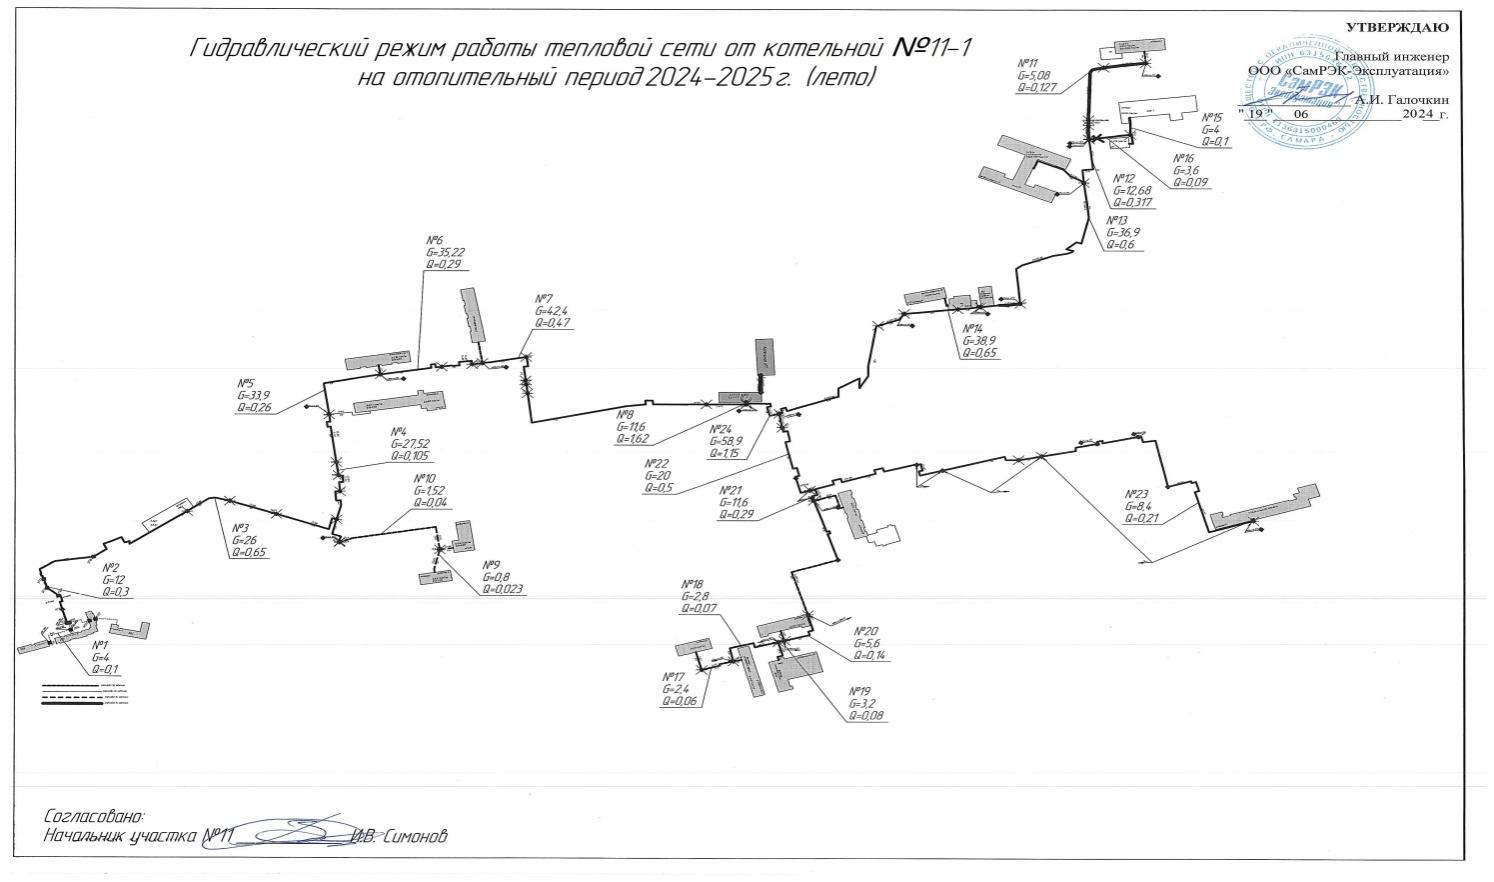 Гидравлический режим работы тепловой сети от котельной №11-1
на отопительный период 2024-2025 г. (лето)
УТВЕРЖДАЮ
Главный инженер
ООО «СамРЭК-Эксплуатация»
А.И. Галочкин
" 19 " 06 2024 г.
СамРЭК
Эксплуатация
№11
G=5,08
Q=0,127
№15
G=4
Q=0,1
№16
G=3,6
Q=0,09
№12
G=12,68
Q=0,317
№13
G=36,9
Q=0,6
№6
G=35,22
Q=0,29
№7
G=42,4
Q=0,47
№14
G=38,9
Q=0,65
№5
G=33,9
Q=0,26
№4
G=27,52
Q=0,105
№8
G=11,6
Q=1,62
№24
G=58,9
Q=1,15
№22
G=20
Q=0,5
№10
G=1,52
Q=0,04
№21
G=11,6
Q=0,29
№23
G=8,4
Q=0,21
№3
G=26
Q=0,65
№2
G=12
Q=0,3
№9
G=0,8
Q=0,023
№18
G=2,8
Q=0,07
№20
G=5,6
Q=0,14
№1
G=4
Q=0,1
№17
G=2,4
Q=0,06
№19
G=3,2
Q=0,08
Согласовано:
Начальник участка №11 И.В. Симонов